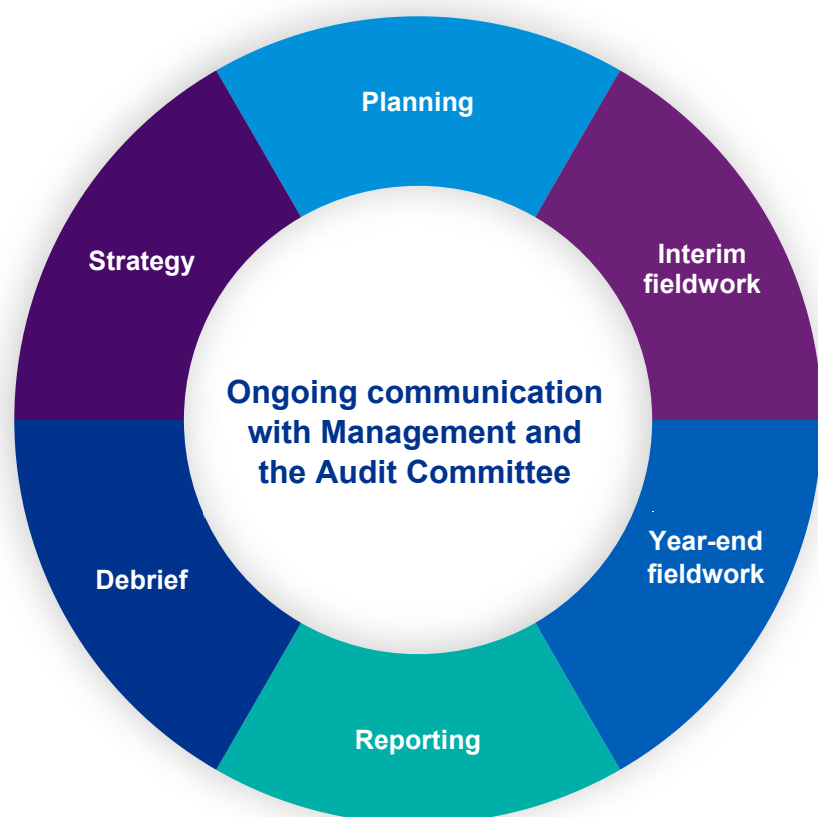 Planning
Strategy
Interim
fieldwork
Ongoing communication
with Management and
the Audit Committee
Year-end
fieldwork
Debrief
Reporting